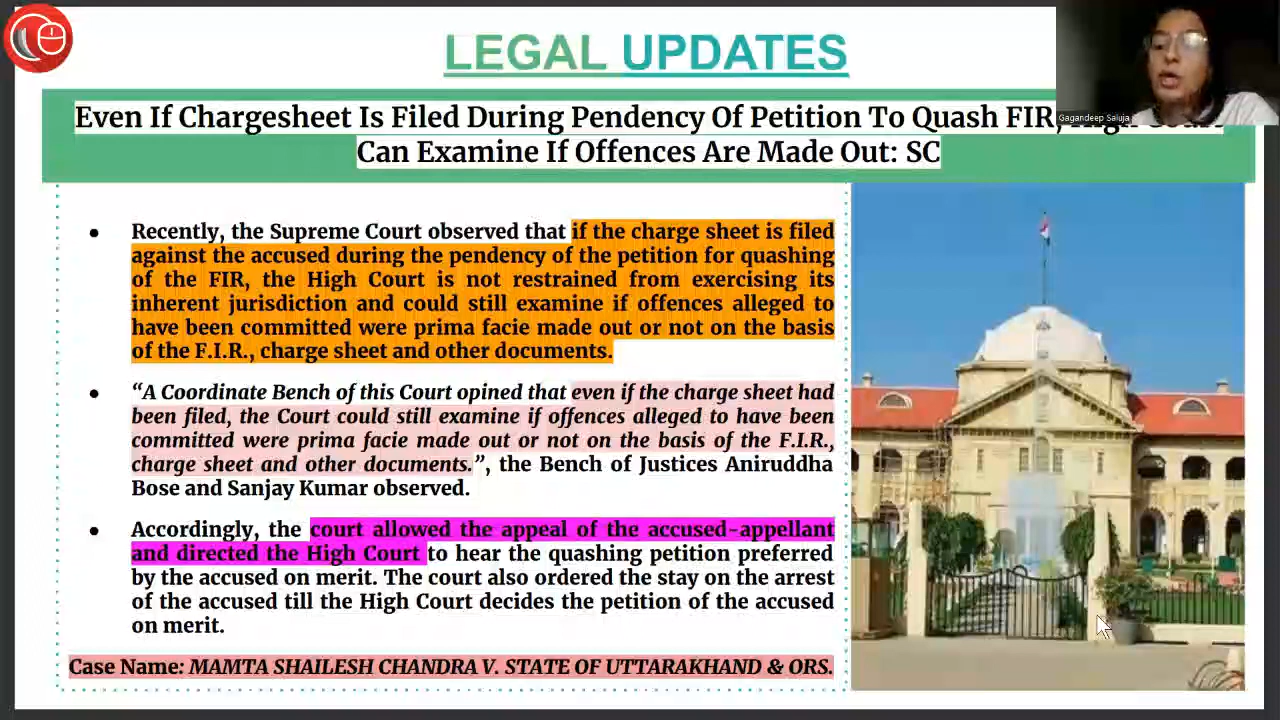 LEGAL UPDATES
Gagandeep Saluja
Even If Chargesheet Is Filed During Pendency Of Petition To Quash FIR,
Can Examine If Offences Are Made Out: SC
• Recently, the Supreme Court observed that if the charge sheet is filed
against the accused during the pendency of the petition for quashing
of the FIR, the High Court is not restrained from exercising its
inherent jurisdiction and could still examine if offences alleged to
have been committed were prima facie made out or not on the basis
of the F.I.R., charge sheet and other documents.
• “A Coordinate Bench of this Court opined that even if the charge sheet had
been filed, the Court could still examine if offences alleged to have been
committed were prima facie made out or not on the basis of the F.I.R.,
charge sheet and other documents.”, the Bench of Justices Aniruddha
Bose and Sanjay Kumar observed.
• Accordingly, the court allowed the appeal of the accused-appellant
and directed the High Court to hear the quashing petition preferred
by the accused on merit. The court also ordered the stay on the arrest
of the accused till the High Court decides the petition of the accused
on merit.
Case Name: MAMTA SHAILESH CHANDRA V. STATE OF UTTARAKHAND & ORS.